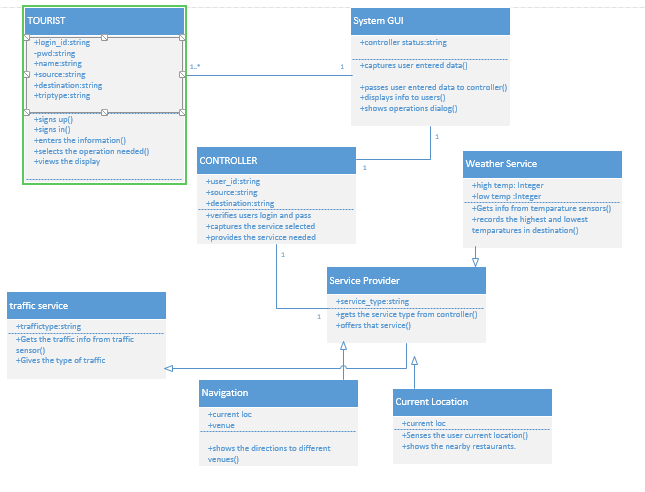 TOURIST
+login_id:string
-pwd:string
+name:string
+source:string
+destination:string
+triptype:string
+signs up()
+signs in()
+enters the information()
+selects the operation needed()
+views the display
1..*
1
System GUI
+controller status:string
+captures user entered data()
+passes user entered data to controller()
+displays info to users()
+shows operations dialog()
1
1
CONTROLLER
+user_id:string
+source:string
+destination:string
+verifies users login and pass
+captures the service selected
+provides the servicce needed
Weather Service
+high temp: Integer
+low temp :Integer
+Gets info from temparature sensors()
+records the highest and lowest
temparatures in destination()
1
1
Service Provider
+service_type:string
+gets the service type from controller()
+offers that service()
traffic service
+traffictype:string
+Gets the traffic info from traffic
sensor()
+Gives the type of traffic
Navigation
+current loc
+venue
+shows the directions to different
venues()
Current Location
+current loc
+Senses the user current location()
+shows the nearby restaurants.